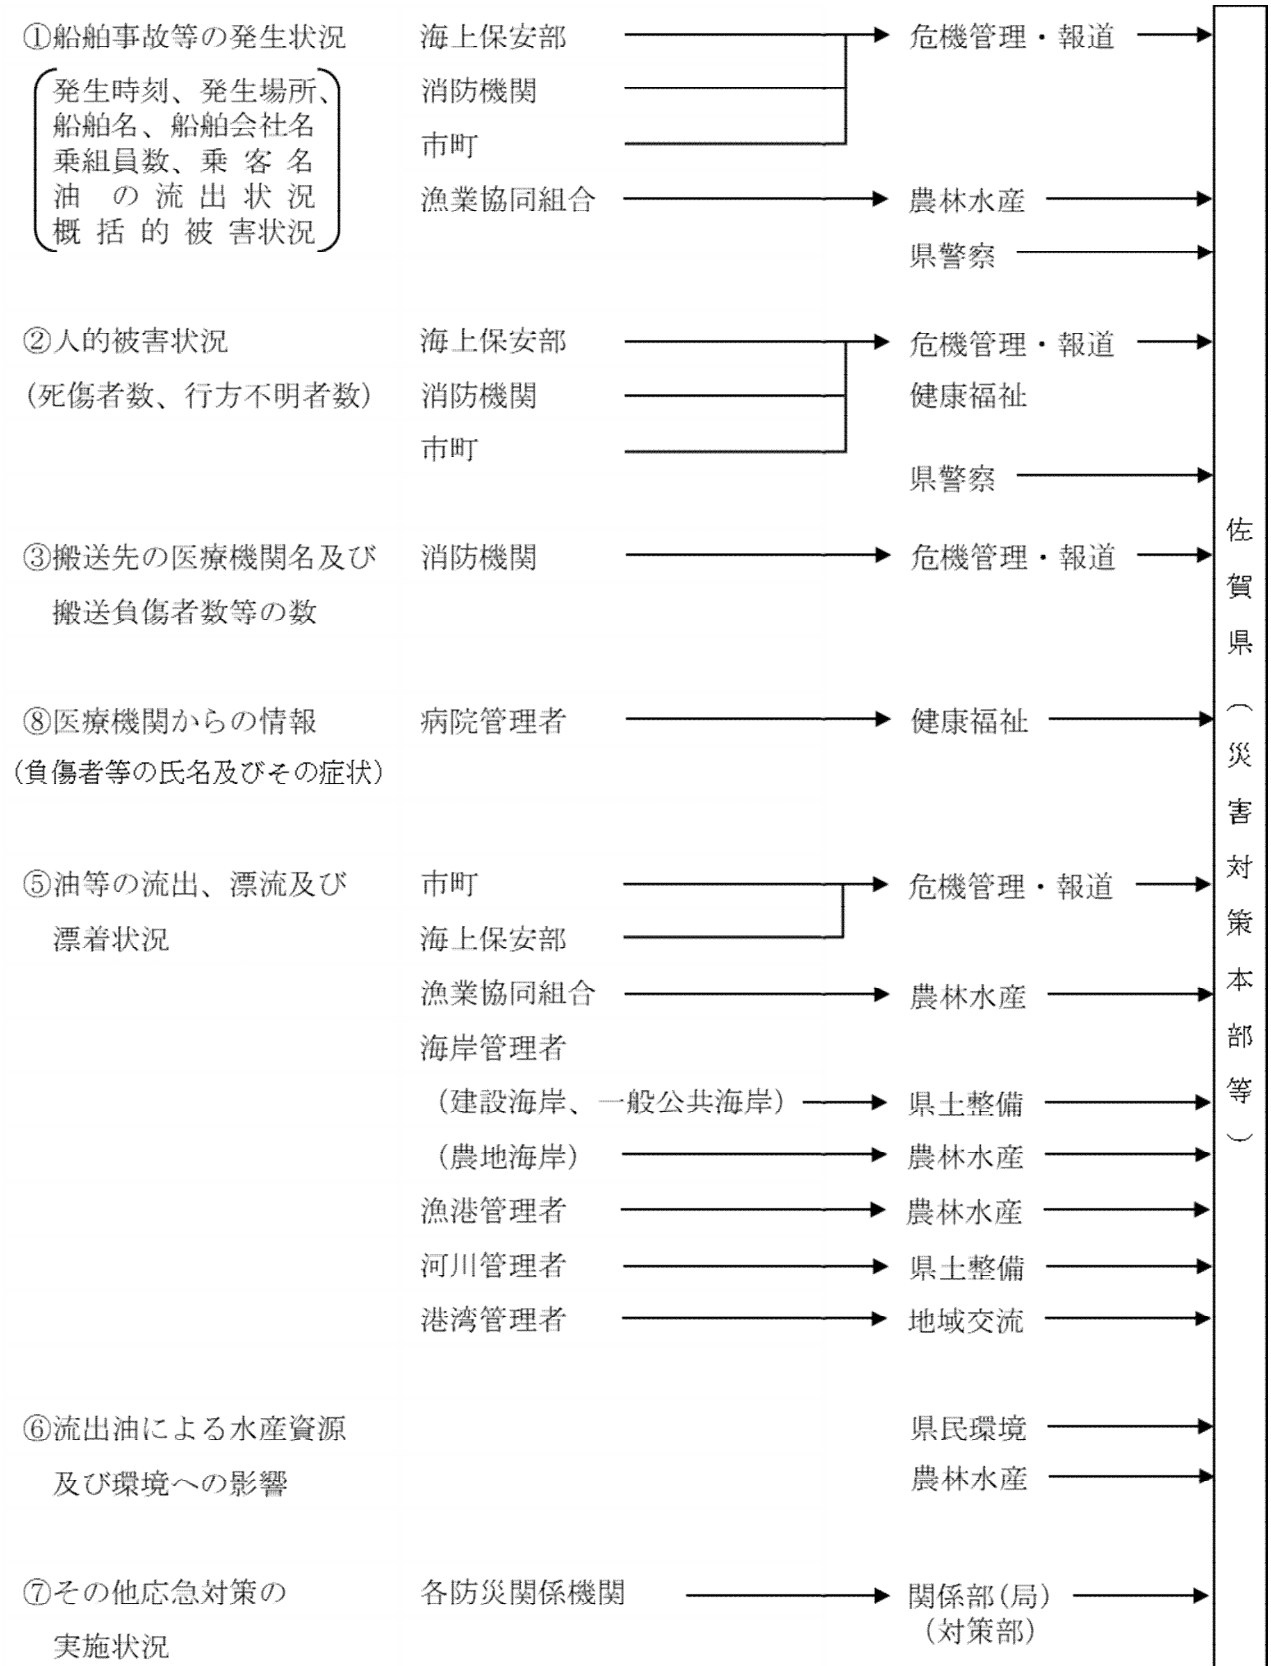 ①船舶事故等の発生状況 海上保安部 危機管理・報道
発生時刻、発生場所、 消防機関
船舶名、船舶会社名
乗組員数、乗客名 市町
油の流出状況 漁業協同組合 農林水産
概括的被害状況
県警察
②人的被害状況 海上保安部 危機管理・報道
(死傷者数、行方不明者数) 消防機関 健康福祉
市町
県警察
③搬送先の医療機関名及び 消防機関 危機管理・報道
搬送負傷者数等の数
⑧医療機関からの情報 病院管理者 健康福祉
(負傷者等の氏名及びその症状)
⑤油等の流出、漂流及び 市町 危機管理・報道
漂着状況 海上保安部
漁業協同組合 農林水産
海岸管理者
(建設海岸、一般公共海岸) 県土整備
(農地海岸) 農林水産
漁港管理者 農林水産
河川管理者 県土整備
港湾管理者 地域交流
⑥流出油による水産資源 県民環境
及び環境への影響 農林水産
⑦その他応急対策の 各防災関係機関 関係部(局)
実施状況 (対策部)
佐賀県(災害対策本部等)